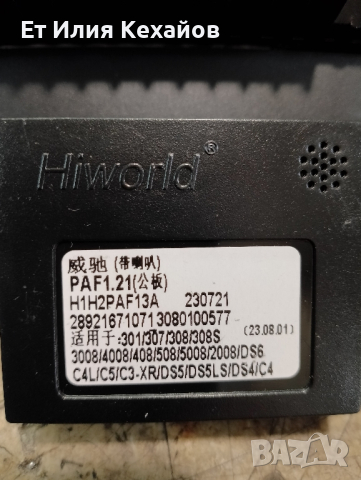 Ет Илия Кехайов
Hiworld®
威驰 (带喇叭)
PAF1.21(公板)
H1H2PAF13A 230721
289216710713080100577
(23.08.01)
适用于:301/307/308/308S
3008/4008/408/508/5008/2008/DS6
C4L/C5/C3-XR/DS5/DS5LS/DS4/C4
BAZAR